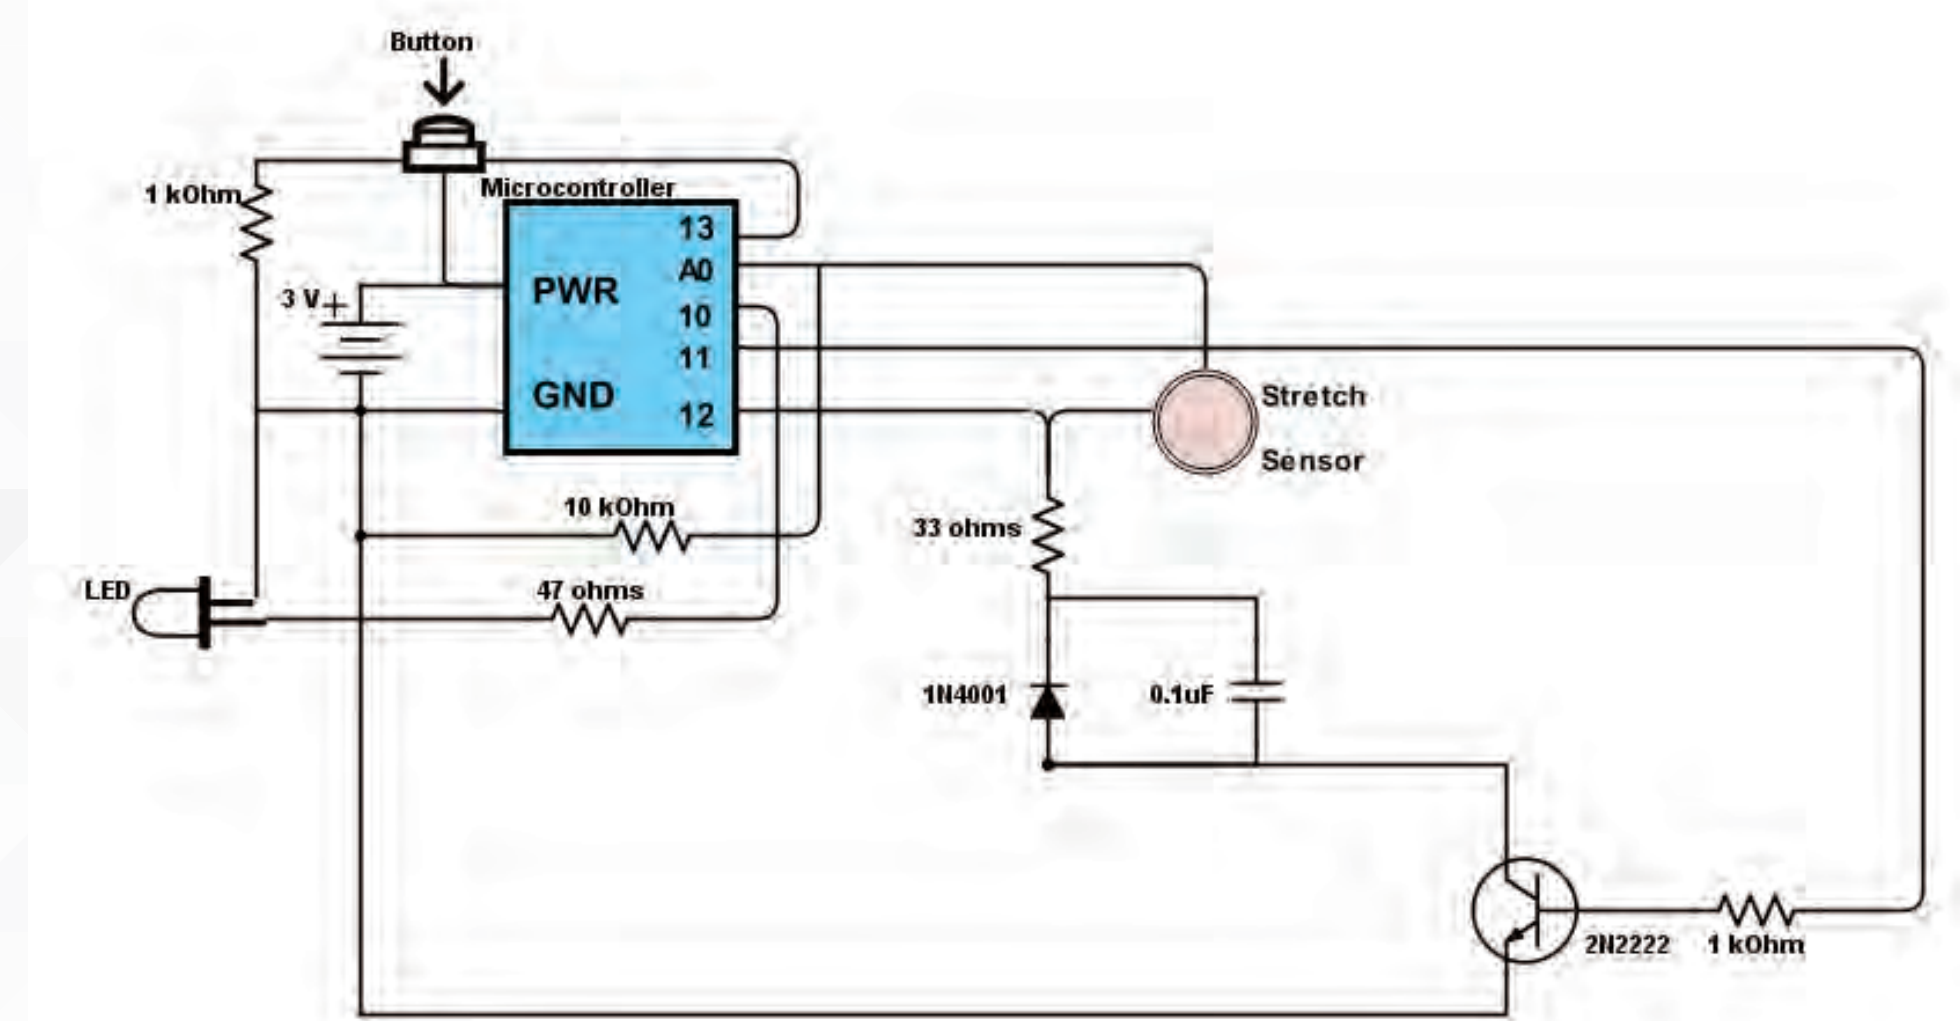 Button
1 kOhm
Microcontroller
13
A0
PWR
10
3 V+
11
GND
12
Stretch
Sensor
10 kOhm
33 ohms
LED
47 ohms
1N4001
0.1uF
2N2222
1 kOhm